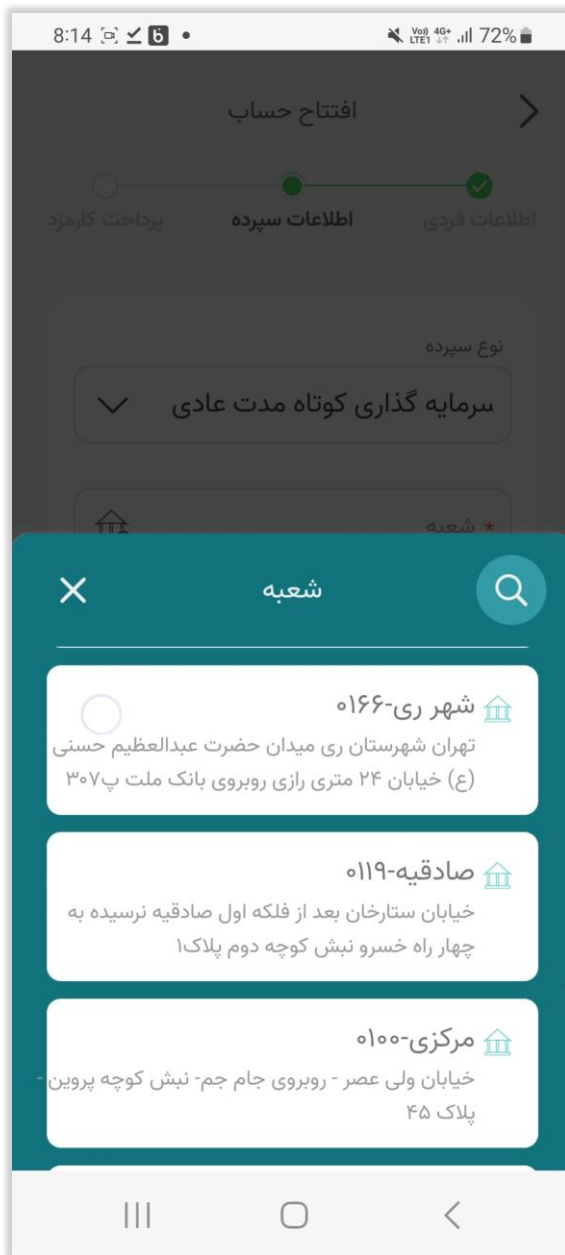 8:14
Vo)) 4G+
LTE1
72%
افتتاح حساب
اطلاعات فردی
اطلاعات سپرده
پرداخت کارمزد
نوع سپرده
سرمایه گذاری کوتاه مدت عادی
* شعبه
شعبه
شهر ری-۰۱۶۶
تهران شهرستان ری میدان حضرت عبدالعظیم حسنی
(ع) خیابان ۲۴ متری رازی روبروی بانک ملت پ۳۰۷
صادقیه-۰۱۱۹
خیابان ستارخان بعد از فلکه اول صادقیه نرسیده به
چهار راه خسرو نبش کوچه دوم پلاک۱
مرکزی-۰۱۰۰
خیابان ولی عصر - روبروی جام جم- نبش کوچه پروین -
پلاک ۴۵